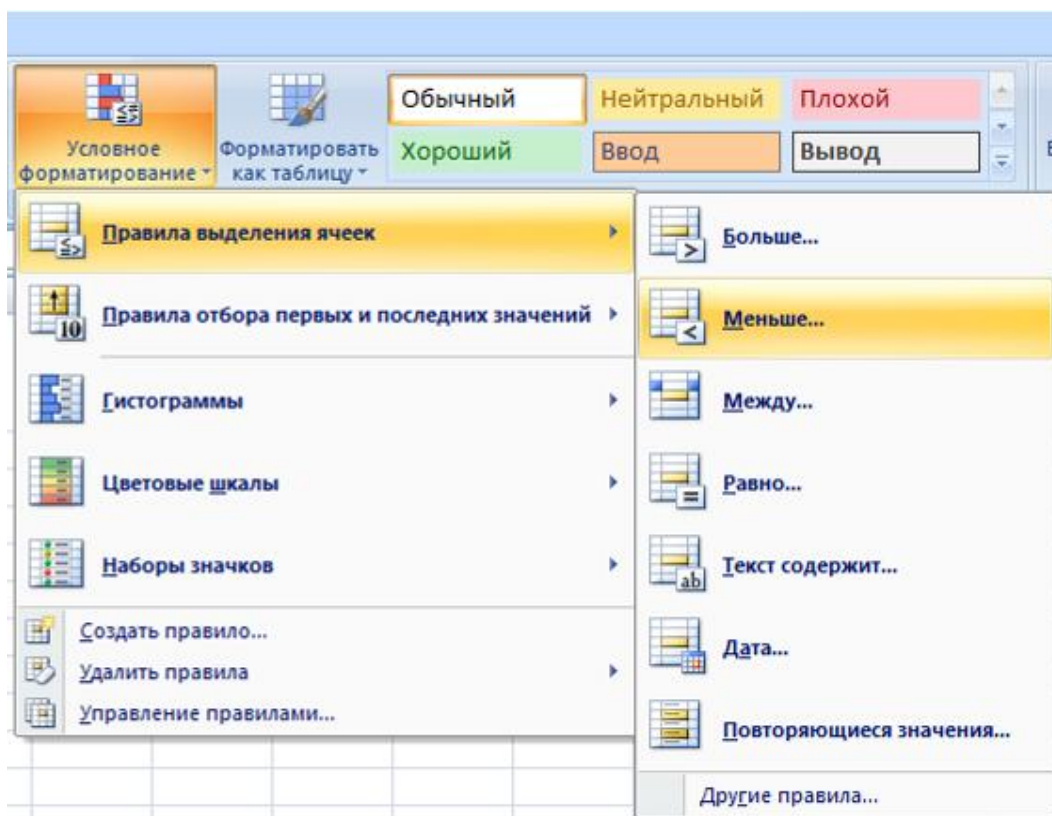 Обычный
Нейтральный
Плохой
Условное
форматирование
Форматировать
как таблицу
Хороший
Ввод
Вывод
Правила выделения ячеек
Правила отбора первых и последних значений
10
Гистограммы
Цветовые шкалы
Наборы значков
Создать правило...
Удалить правила
Управление правилами...
Больше...
Меньше...
Между...
Равно...
Текст содержит...
ab
Дата...
Повторяющиеся значения...
Другие правила...